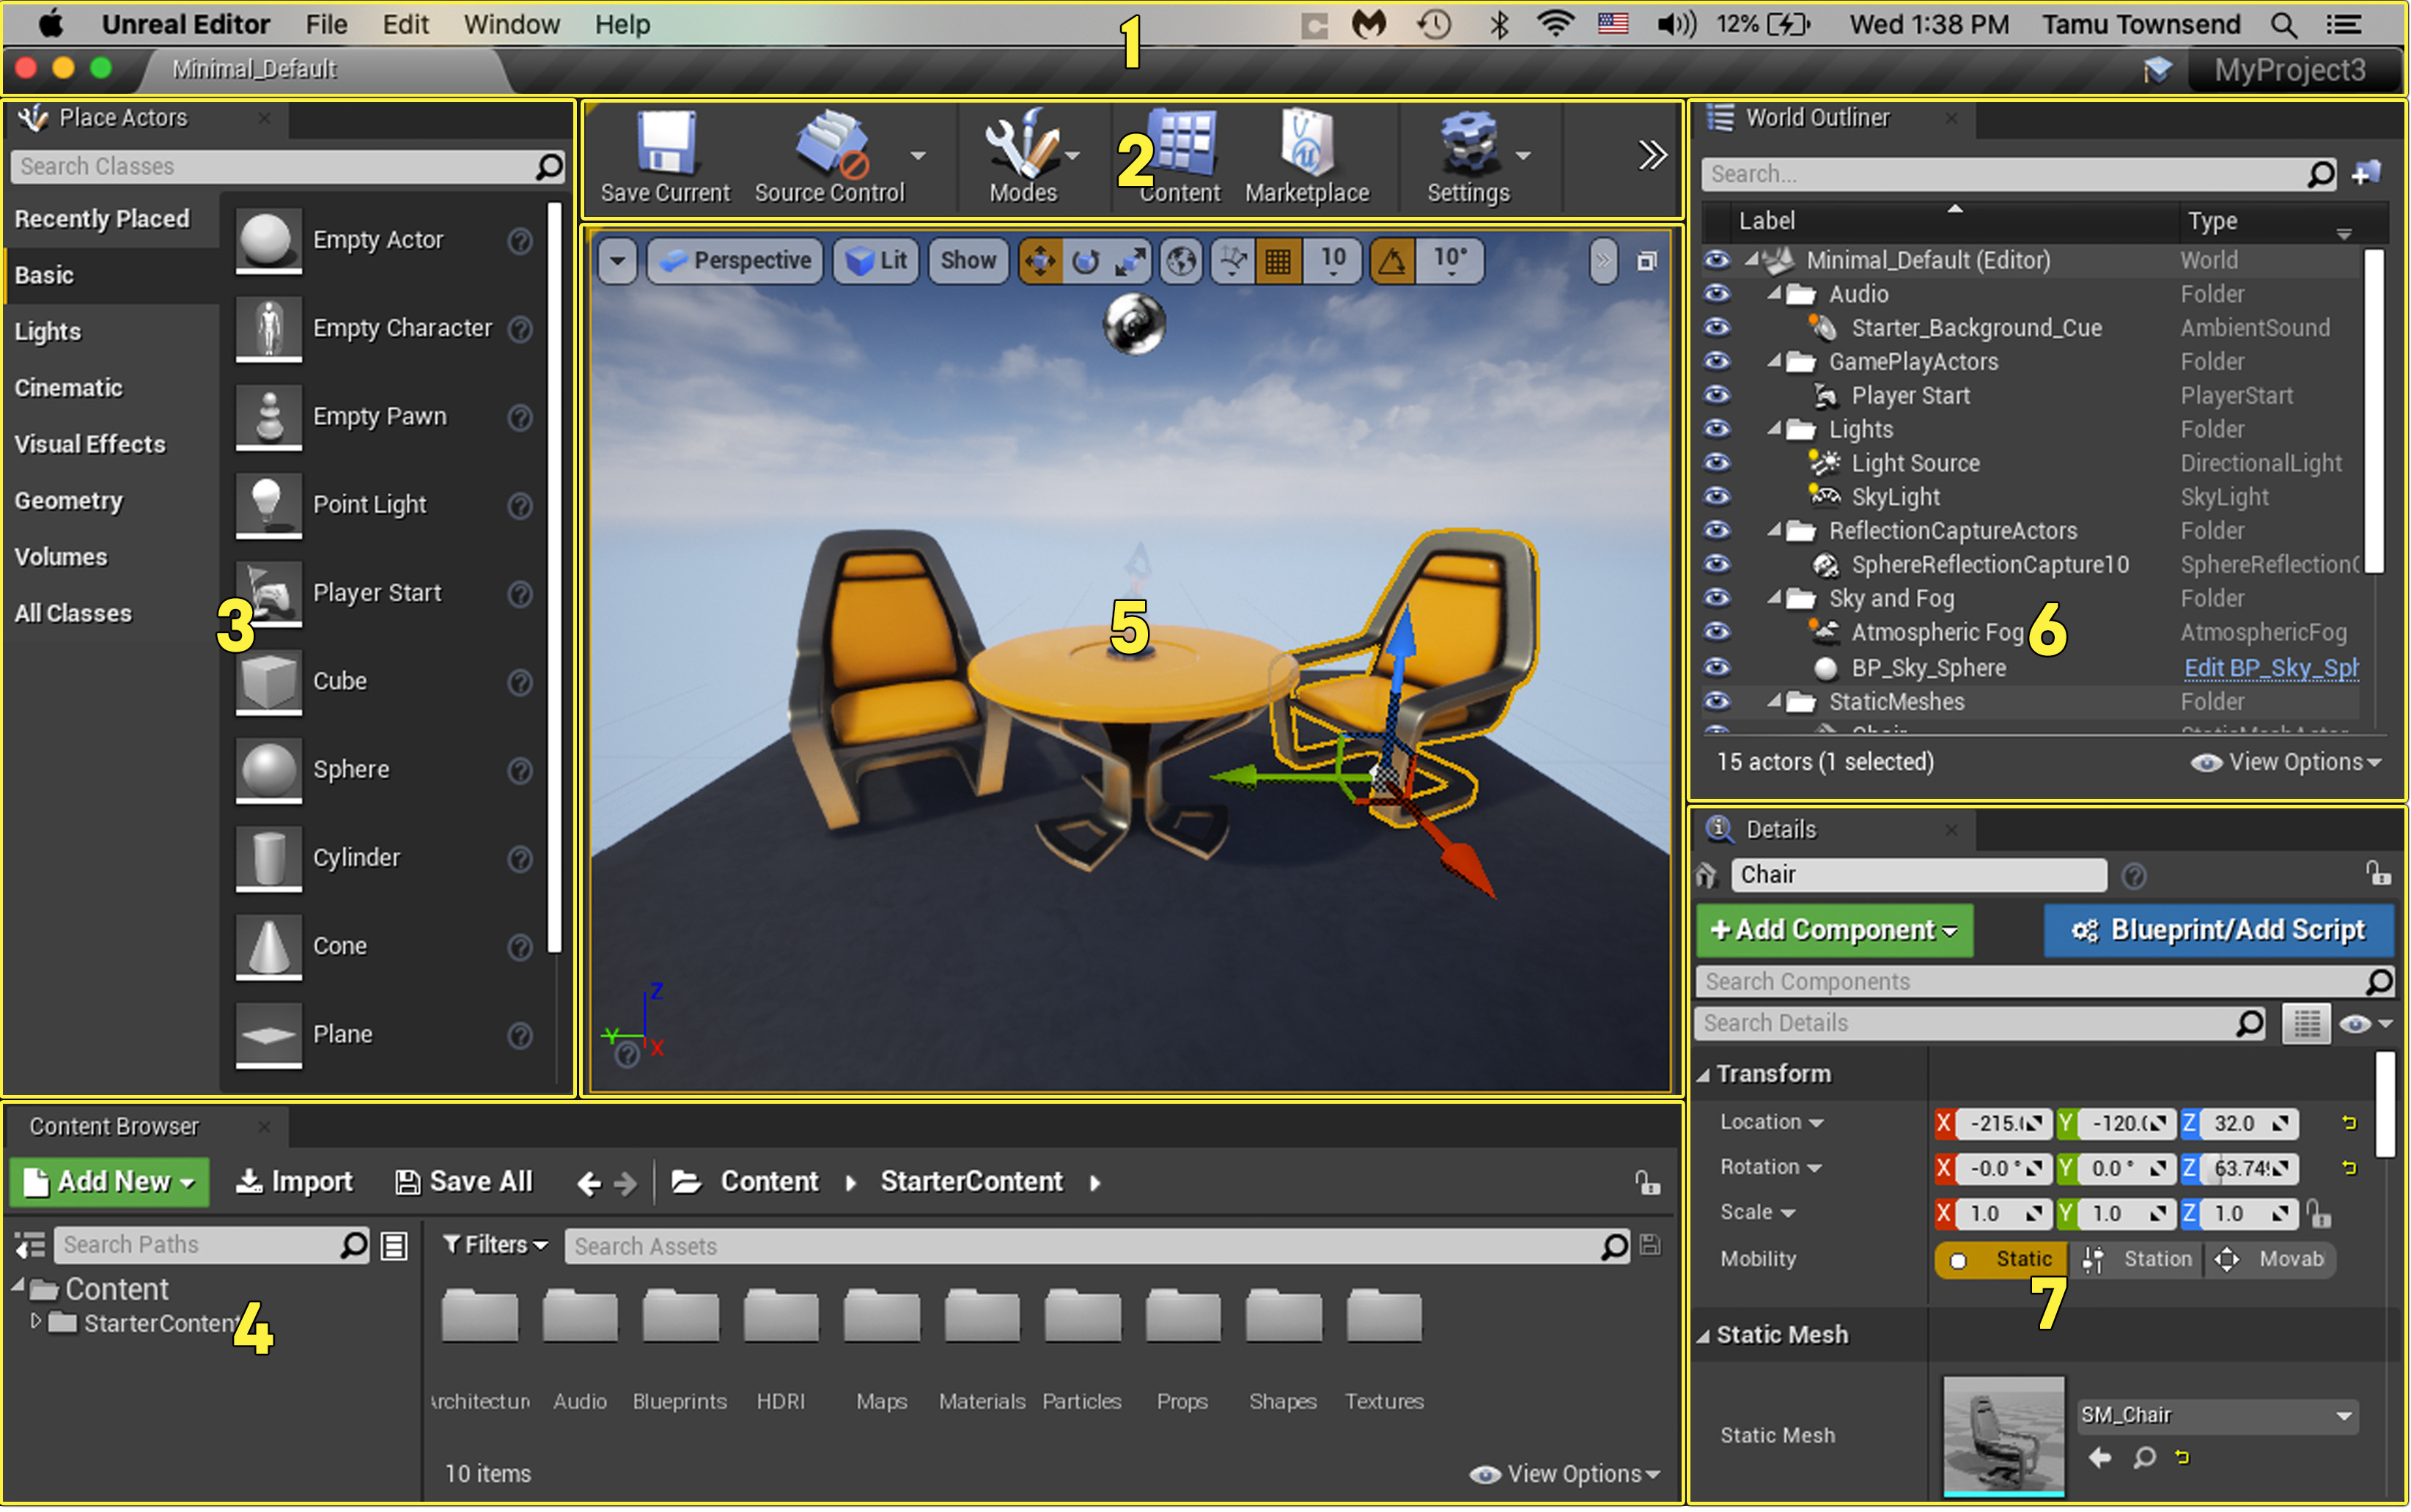 Unreal Editor File Edit Window Help 12% Wed 1:38 PM Tamu Townsend
1
Minimal_Default MyProject3
Place Actors
Search Classes
Recently Placed
Basic
Lights
Cinematic
Visual Effects
Geometry
Volumes
All Classes
Empty Actor
Empty Character
Empty Pawn
Point Light
Player Start
3
Cube
Sphere
Cylinder
Cone
Plane
Save Current Source Control Modes Content Marketplace Settings
2
Perspective Lit Show 10 10°
5
Z
Y
X
World Outliner
Search...
Label Type
Minimal_Default (Editor) World
Audio Folder
Starter_Background_Cue AmbientSound
GamePlayActors Folder
Player Start PlayerStart
Lights Folder
Light Source DirectionalLight
SkyLight SkyLight
ReflectionCaptureActors Folder
SphereReflectionCapture10 SphereReflectionC
Sky and Fog Folder
Atmospheric Fog AtmosphericFog
6
BP_Sky_Sphere Edit BP_Sky_Sph
StaticMeshes Folder
Chair StaticMeshActor
15 actors (1 selected) View Options
Details
Chair
+Add Component Blueprint/Add Script
Search Components
Search Details
Transform
Location X -215.0 Y -120.0 Z 32.0
Rotation X -0.0 ° Y 0.0 ° Z 63.749
Scale X 1.0 Y 1.0 Z 1.0
Mobility Static Station Movab
7
Static Mesh
Static Mesh SM_Chair
Content Browser
Add New Import Save All Content StarterContent
Search Paths
Content
StarterContent
4
Filters Search Assets
Architectur Audio Blueprints HDRI Maps Materials Particles Props Shapes Textures
10 items View Options